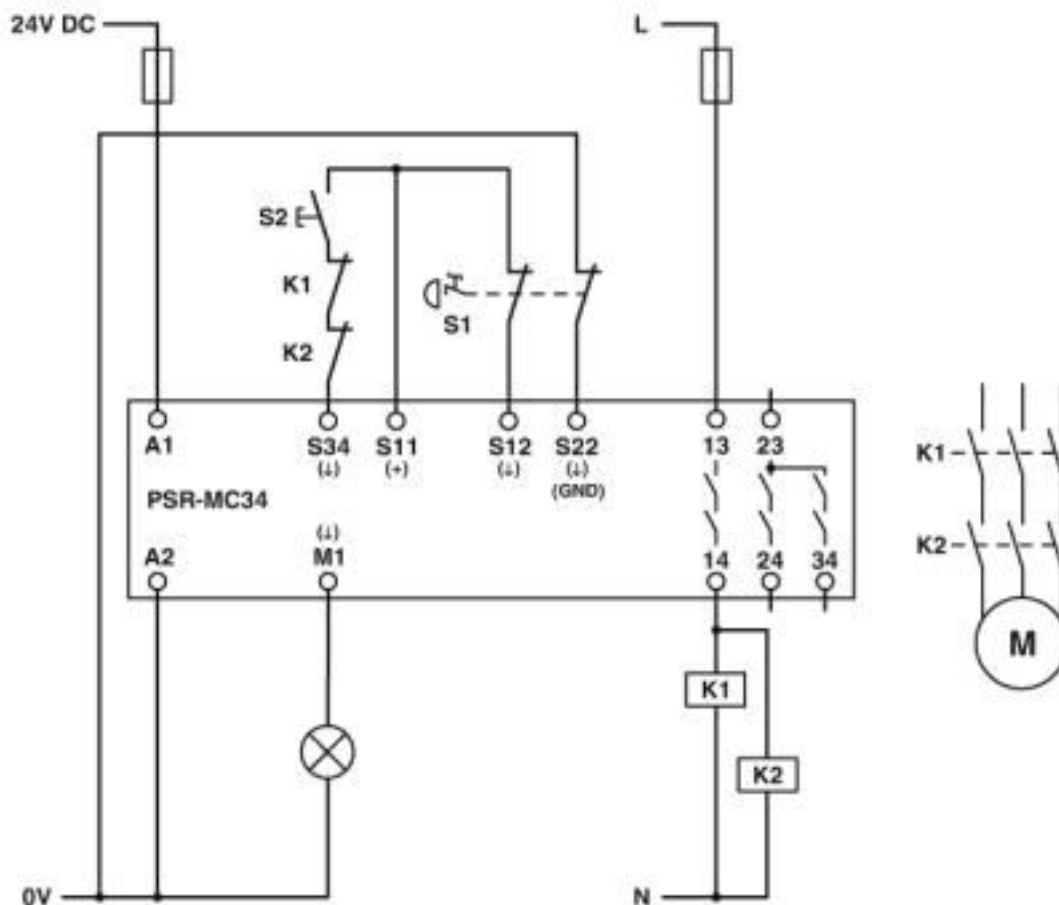 24V DC
L
S2
K1
S1
K2
A1
S34
S11
S12
S22
13
23
(↓)
(+)
(↓)
(↓)
(GND)
K1
PSR-MC34
(↓)
A2
M1
14
24
34
K2
M
K1
K2
0V
N